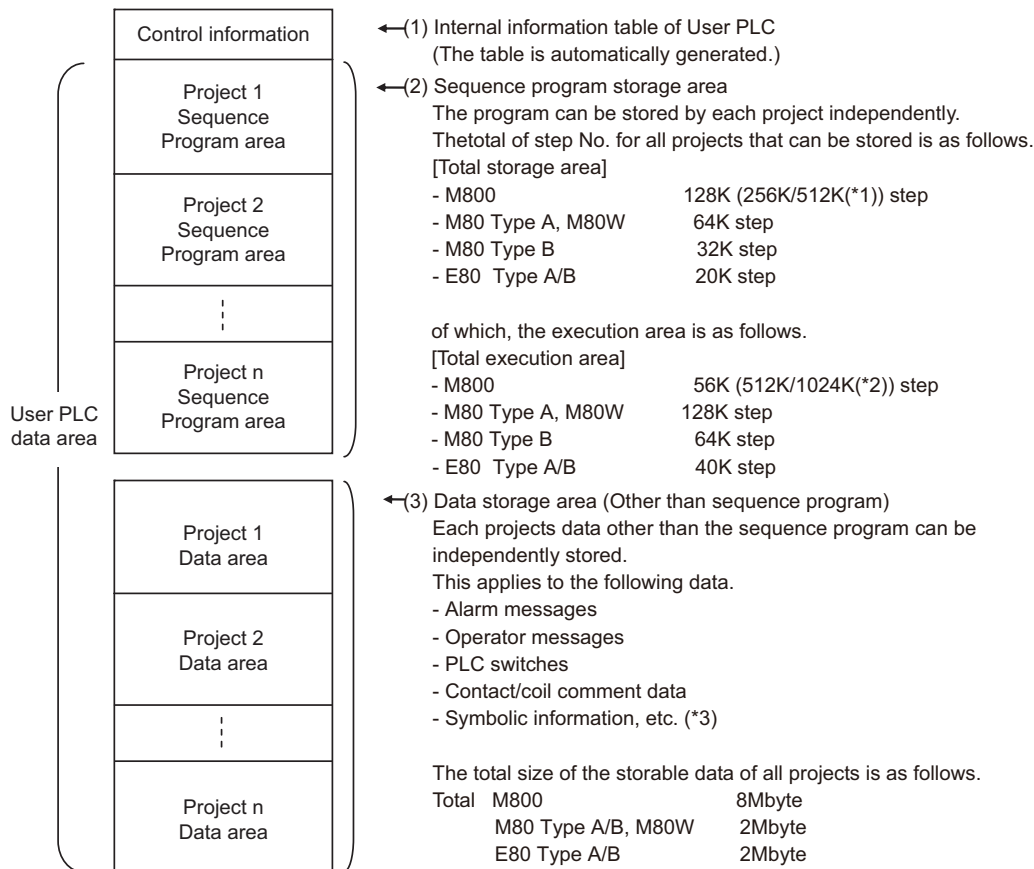 Control information
(1) Internal information table of User PLC
(The table is automatically generated.)
Project 1
Sequence
Program area
Project 2
Sequence
Program area
Project n
Sequence
Program area
(2) Sequence program storage area
The program can be stored by each project independently.
Thetotal of step No. for all projects that can be stored is as follows.
[Total storage area]
- M800 128K (256K/512K(*1)) step
- M80 Type A, M80W 64K step
- M80 Type B 32K step
- E80 Type A/B 20K step
of which, the execution area is as follows.
[Total execution area]
- M800 56K (512K/1024K(*2)) step
- M80 Type A, M80W 128K step
- M80 Type B 64K step
- E80 Type A/B 40K step
User PLC
data area
Project 1
Data area
Project 2
Data area
Project n
Data area
(3) Data storage area (Other than sequence program)
Each projects data other than the sequence program can be
independently stored.
This applies to the following data.
- Alarm messages
- Operator messages
- PLC switches
- Contact/coil comment data
- Symbolic information, etc. (*3)
The total size of the storable data of all projects is as follows.
Total M800 8Mbyte
M80 Type A/B, M80W 2Mbyte
E80 Type A/B 2Mbyte